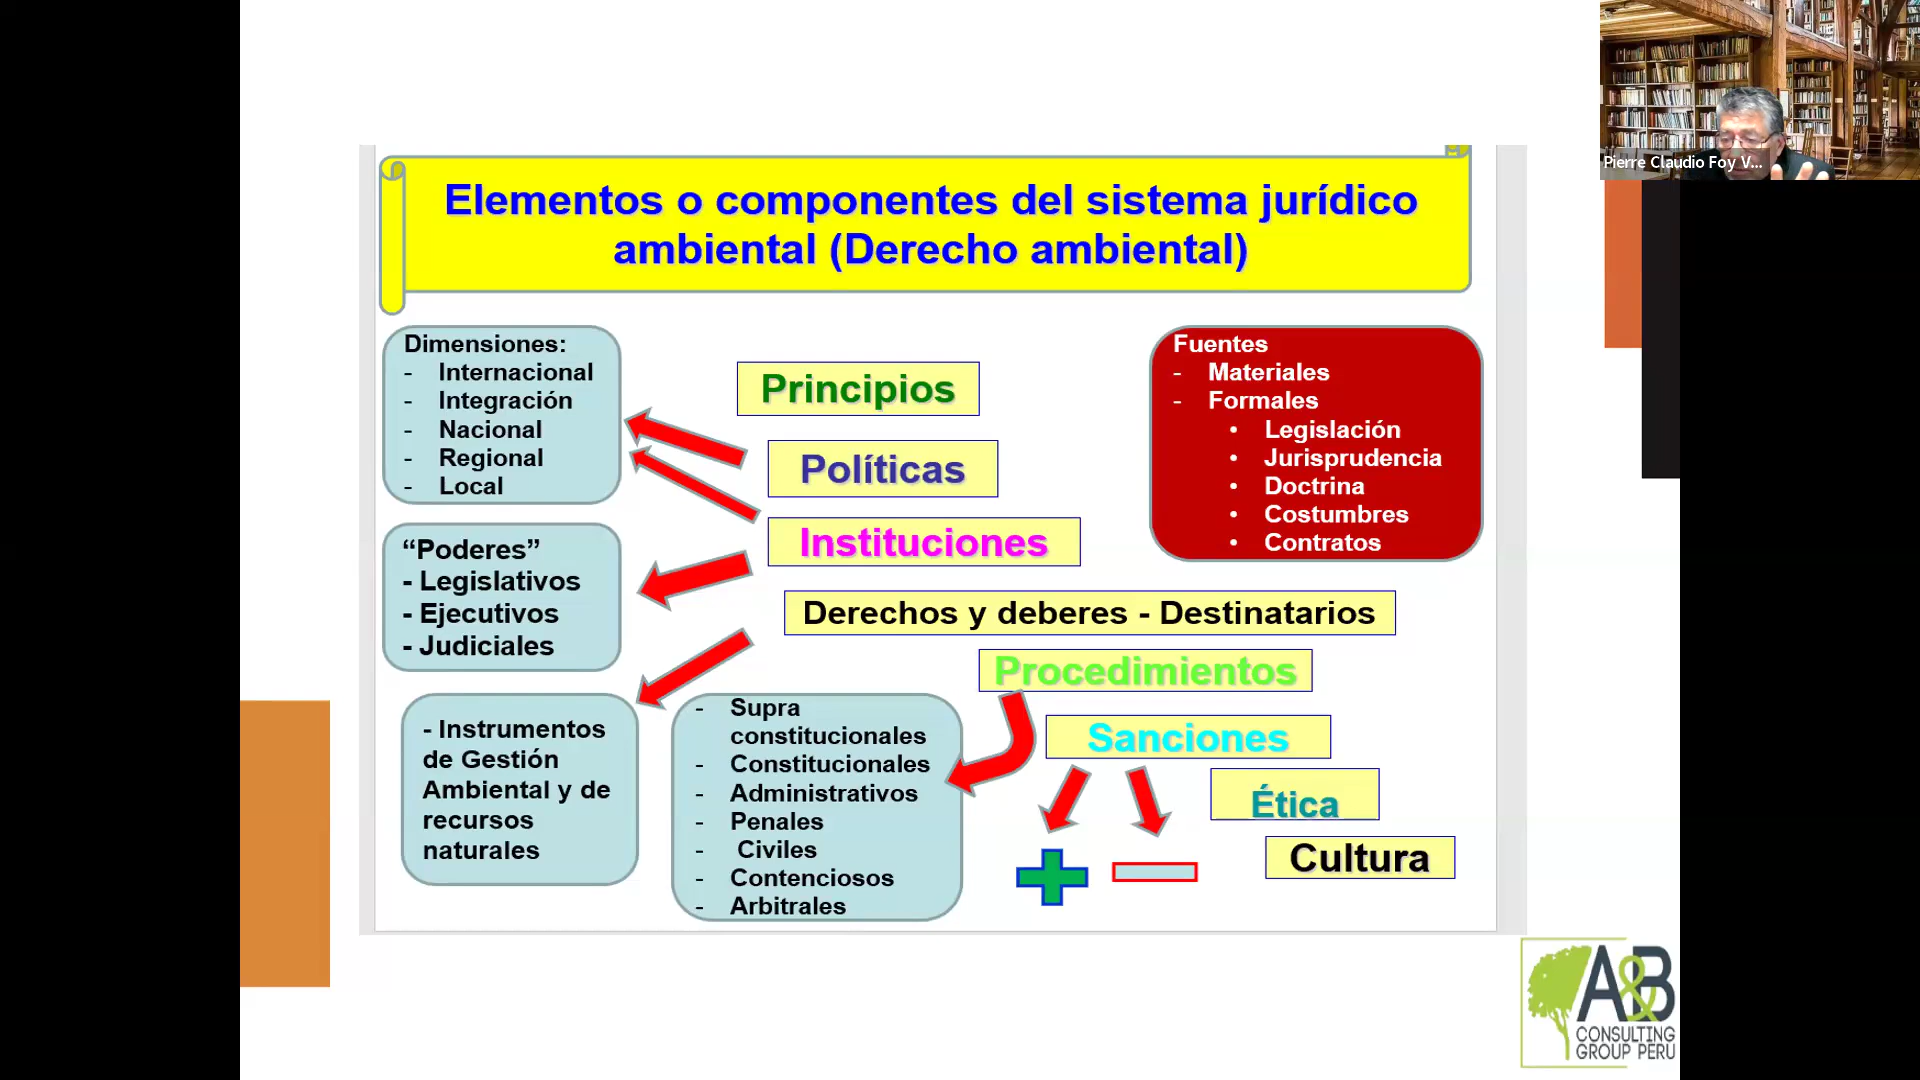 Pierre Claudio Foy V...
Elementos o componentes del sistema jurídico
ambiental (Derecho ambiental)
Dimensiones:
- Internacional
- Integración
- Nacional
- Regional
- Local
Principios
Políticas
Instituciones
Fuentes
- Materiales
- Formales
• Legislación
• Jurisprudencia
• Doctrina
• Costumbres
• Contratos
“Poderes”
- Legislativos
- Ejecutivos
- Judiciales
Derechos y deberes - Destinatarios
Procedimientos
Sanciones
Ética
Cultura
- Instrumentos
de Gestión
Ambiental y de
recursos
naturales
- Supra
constitucionales
- Constitucionales
- Administrativos
- Penales
- Civiles
- Contenciosos
- Arbitrales
A&B
CONSULTING
GROUP PERU